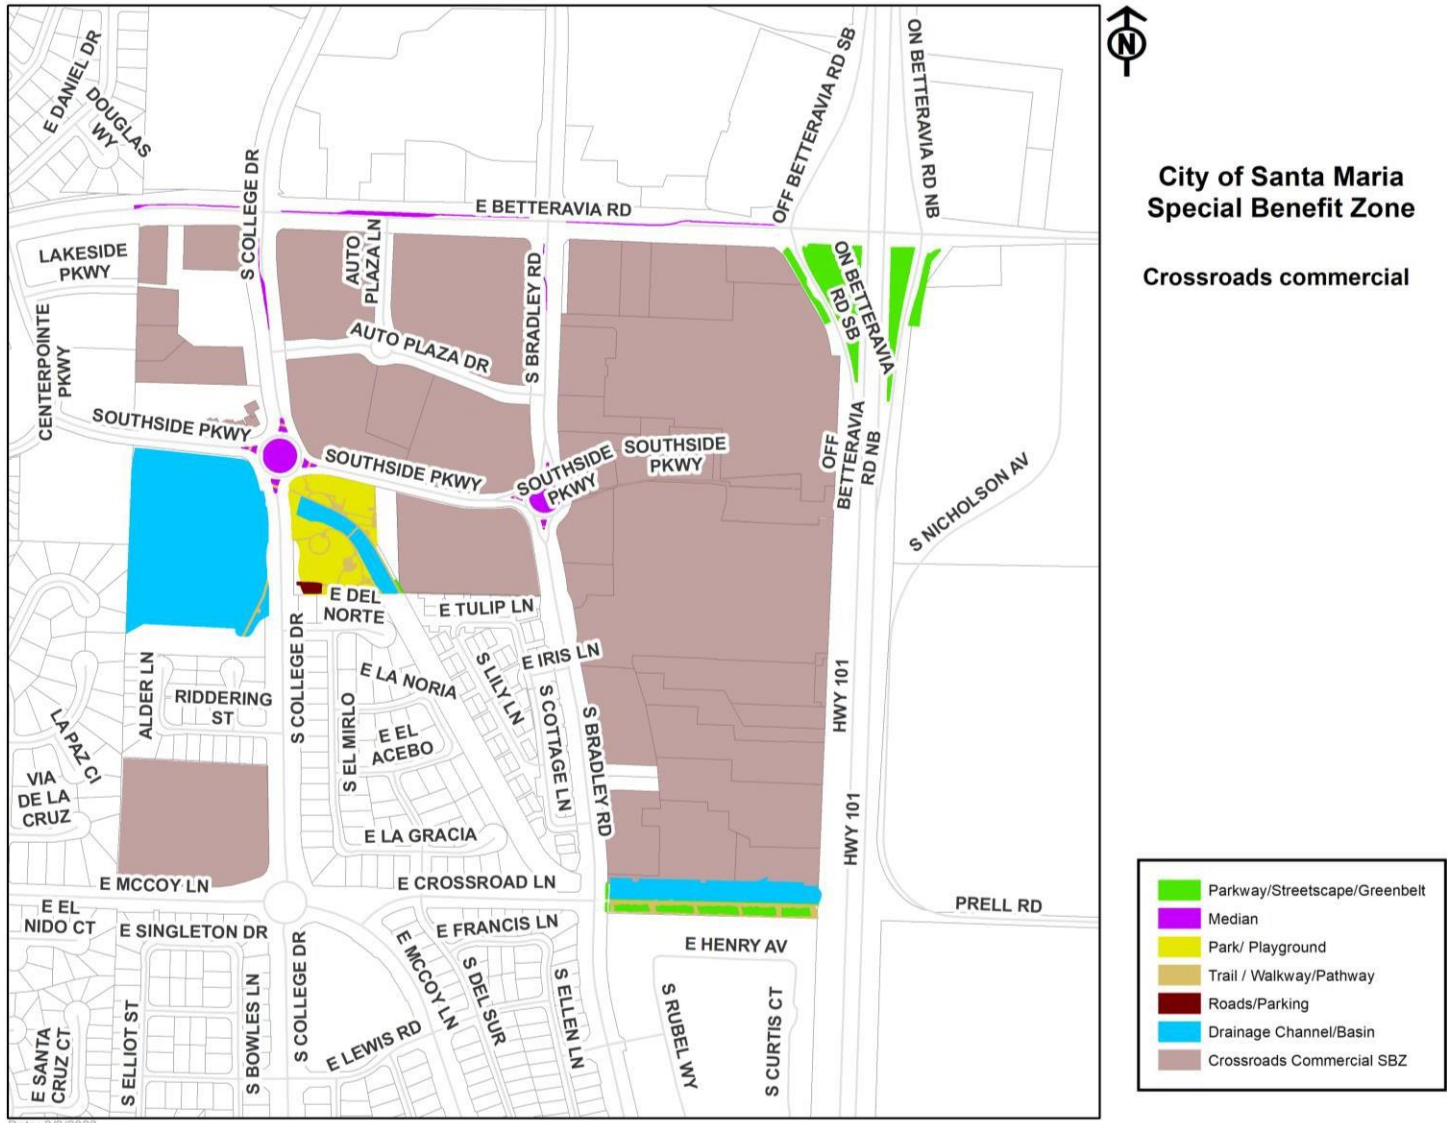 N
City of Santa Maria
Special Benefit Zone
Crossroads commercial
E DANIEL DR
DOUGLAS
WY
S COLLEGE DR
OFF BETTERAVIA RD SB
ON BETTERAVIA RD NB
E BETTERAVIA RD
LAKESIDE
PKWY
AUTO
PLAZA LN
S BRADLEY RD
ON BETTERAVIA
RD SB
CENTERPOINTE
PKWY
AUTO PLAZA DR
SOUTHSIDE PKWY
SOUTHSIDE PKWY
SOUTHSIDE
PKWY
SOUTHSIDE
PKWY
OFF
BETTERAVIA
RD NB
S NICHOLSON AV
E DEL
NORTE
E TULIP LN
ALDER LN
RIDDERING
ST
S COLLEGE DR
E LA NORIA
S LILY LN
E IRIS LN
S COTTAGE LN
S BRADLEY RD
HWY 101
LA PAZ CI
S EL MIRLO
E EL
ACEBO
VIA
DE LA
CRUZ
E LA GRACIA
HWY 101
E MCCOY LN
E CROSSROAD LN
PRELL RD
E EL
NIDO CT
E SINGLETON DR
E FRANCIS LN
E HENRY AV
E SANTA
CRUZ CT
S ELLIOT ST
S BOWLES LN
S COLLEGE DR
E LEWIS RD
E MCCOY LN
S DEL SUR
S ELLEN LN
S RUBEL WY
S CURTIS CT
Parkway/Streetscape/Greenbelt
Median
Park/ Playground
Trail / Walkway/Pathway
Roads/Parking
Drainage Channel/Basin
Crossroads Commercial SBZ